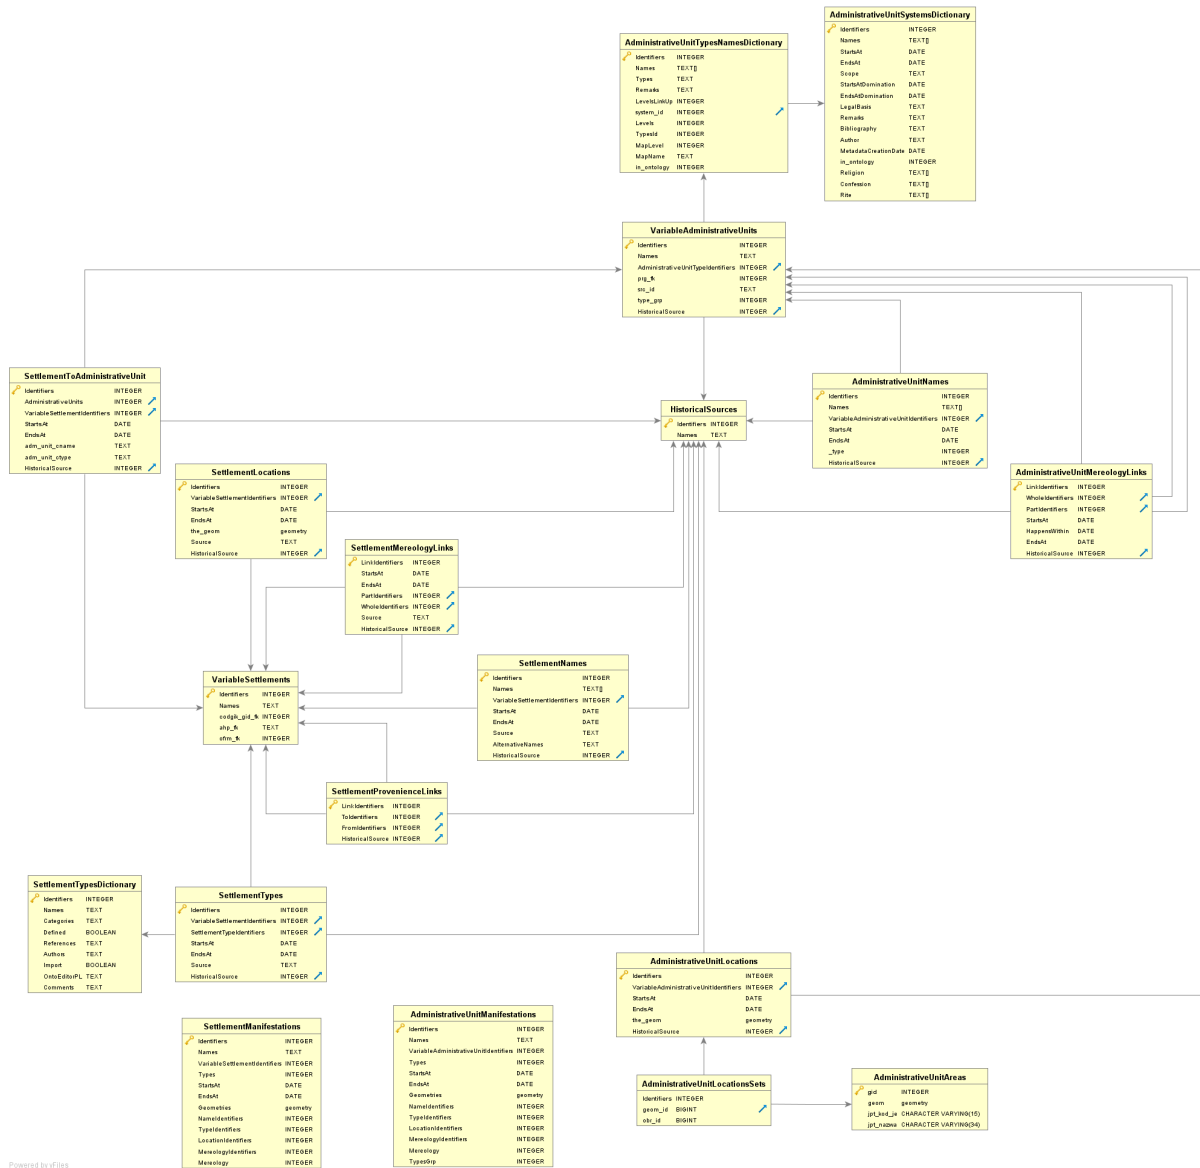 AdministrativeUnitSystemsDictionary
Identifiers INTEGER
Names TEXT[]
StartsAt DATE
EndsAt DATE
Scope TEXT
StartsAtDomination DATE
EndsAtDomination DATE
LegalBasis TEXT
Remarks TEXT
Bibliography TEXT
Author TEXT
MetadataCreationDate DATE
in_ontology INTEGER
Religion TEXT[]
Confession TEXT[]
Rite TEXT[]
AdministrativeUnitTypesNamesDictionary
Identifiers INTEGER
Names TEXT[]
Types TEXT
Remarks TEXT
LevelsLinkUp INTEGER
system_id INTEGER
Levels INTEGER
TypesId INTEGER
MapLevel INTEGER
MapName TEXT
in_ontology INTEGER
VariableAdministrativeUnits
Identifiers INTEGER
Names TEXT
AdministrativeUnitTypeIdentifiers INTEGER
prg_fk INTEGER
src_id TEXT
type_grp INTEGER
HistoricalSource INTEGER
SettlementToAdministrativeUnit
Identifiers INTEGER
AdministrativeUnits INTEGER
VariableSettlementIdentifiers INTEGER
StartsAt DATE
EndsAt DATE
adm_unit_cname TEXT
adm_unit_ctype TEXT
HistoricalSource INTEGER
HistoricalSources
Identifiers INTEGER
Names TEXT
AdministrativeUnitNames
Identifiers INTEGER
Names TEXT[]
VariableAdministrativeUnitIdentifiers INTEGER
StartsAt DATE
EndsAt DATE
_type INTEGER
HistoricalSource INTEGER
SettlementLocations
Identifiers INTEGER
VariableSettlementIdentifiers INTEGER
StartsAt DATE
EndsAt DATE
the_geom geometry
Source TEXT
HistoricalSource INTEGER
AdministrativeUnitMereologyLinks
LinkIdentifiers INTEGER
WholeIdentifiers INTEGER
PartIdentifiers INTEGER
StartsAt DATE
HappensWithin DATE
EndsAt DATE
HistoricalSource INTEGER
SettlementMereologyLinks
LinkIdentifiers INTEGER
StartsAt DATE
EndsAt DATE
PartIdentifiers INTEGER
WholeIdentifiers INTEGER
Source TEXT
HistoricalSource INTEGER
SettlementNames
Identifiers INTEGER
Names TEXT[]
VariableSettlementIdentifiers INTEGER
StartsAt DATE
EndsAt DATE
Source TEXT
AlternativeNames TEXT
HistoricalSource INTEGER
VariableSettlements
Identifiers INTEGER
Names TEXT
codgik_gid_fk INTEGER
ahp_fk TEXT
ofrm_fk INTEGER
SettlementProvenienceLinks
LinkIdentifiers INTEGER
ToIdentifiers INTEGER
FromIdentifiers INTEGER
HistoricalSource INTEGER
SettlementTypesDictionary
Identifiers INTEGER
Names TEXT
Categories TEXT
Defined BOOLEAN
References TEXT
Authors TEXT
Import BOOLEAN
OntoEditorPL TEXT
Comments TEXT
SettlementTypes
Identifiers INTEGER
VariableSettlementIdentifiers INTEGER
SettlementTypeIdentifiers INTEGER
StartsAt DATE
EndsAt DATE
Source TEXT
HistoricalSource INTEGER
AdministrativeUnitLocations
Identifiers INTEGER
VariableAdministrativeUnitIdentifiers INTEGER
StartsAt DATE
EndsAt DATE
the_geom geometry
HistoricalSource INTEGER
SettlementManifestations
Identifiers INTEGER
Names TEXT
VariableSettlementIdentifiers INTEGER
Types INTEGER
StartsAt DATE
EndsAt DATE
Geometries geometry
NameIdentifiers INTEGER
TypeIdentifiers INTEGER
LocationIdentifiers INTEGER
MereologyIdentifiers INTEGER
Mereology INTEGER
AdministrativeUnitManifestations
Identifiers INTEGER
Names TEXT
VariableAdministrativeUnitIdentifiers INTEGER
Types INTEGER
StartsAt DATE
EndsAt DATE
Geometries geometry
NameIdentifiers INTEGER
TypeIdentifiers INTEGER
LocationIdentifiers INTEGER
MereologyIdentifiers INTEGER
Mereology INTEGER
TypesGrp INTEGER
AdministrativeUnitLocationsSets
Identifiers INTEGER
geom_id BIGINT
obr_id BIGINT
AdministrativeUnitAreas
gid INTEGER
geom geometry
jpt_kod_je CHARACTER VARYING(15)
jpt_nazwa CHARACTER VARYING(34)
Powered by yFiles